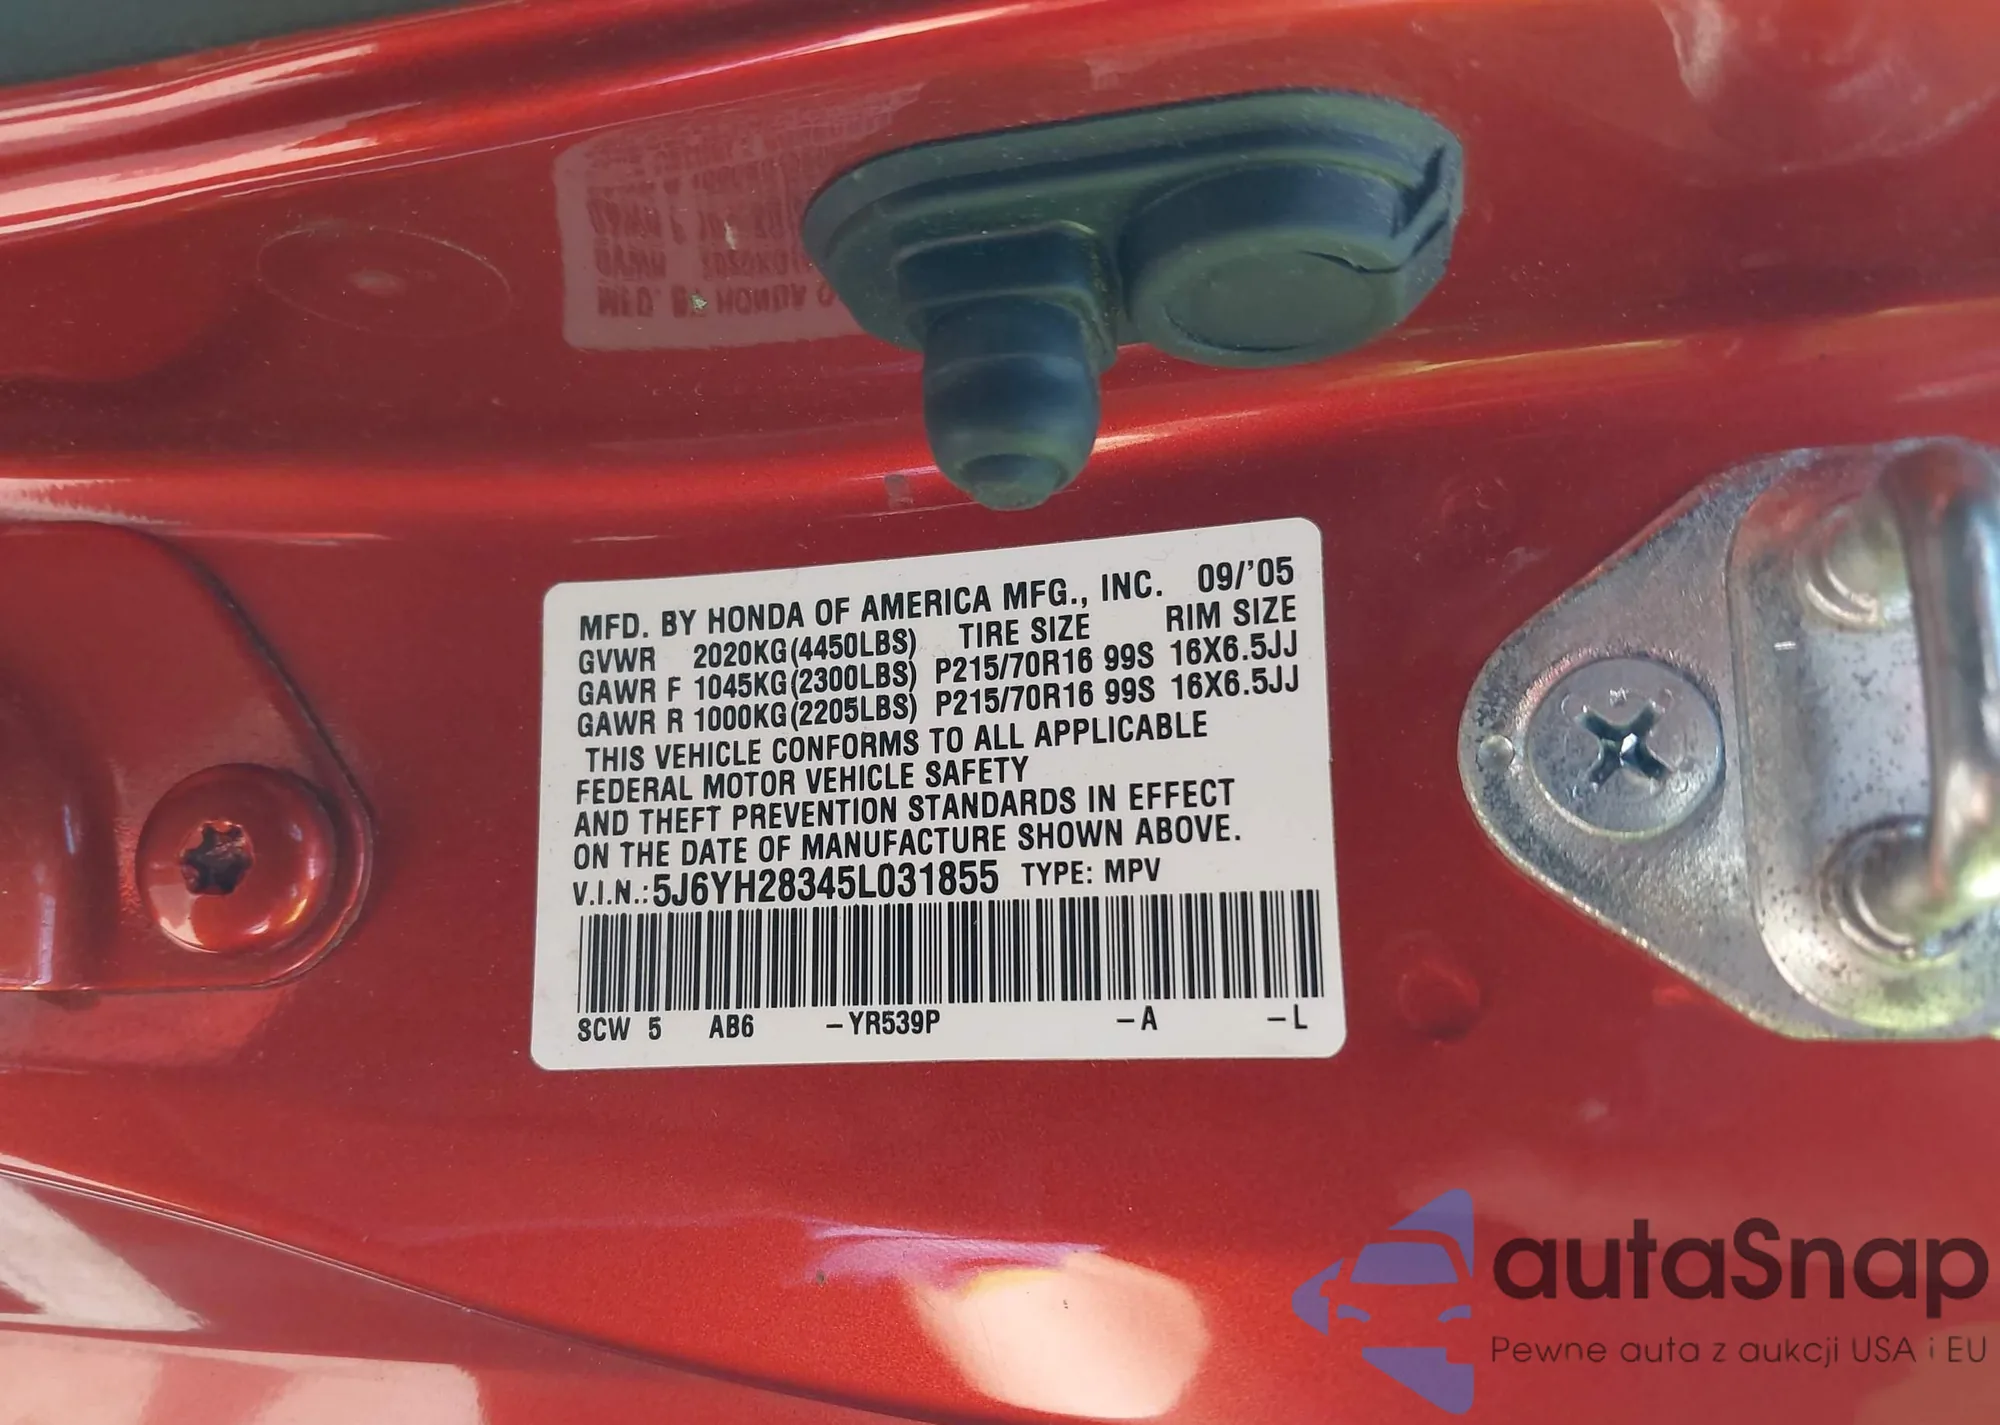 MFD. BY HONDA OF AMERICA MFG., INC. 09/'05
GVWR 2020KG(4450LBS) TIRE SIZE RIM SIZE
GAWR F 1045KG(2300LBS) P215/70R16 99S 16X6.5JJ
GAWR R 1000KG(2205LBS) P215/70R16 99S 16X6.5JJ
THIS VEHICLE CONFORMS TO ALL APPLICABLE
FEDERAL MOTOR VEHICLE SAFETY
AND THEFT PREVENTION STANDARDS IN EFFECT
ON THE DATE OF MANUFACTURE SHOWN ABOVE.
V.I.N.:5J6YH28345L031855 TYPE: MPV
SCW 5 AB6 –YR539P –A –L
autaSnap
Pewne auta z aukcji USA i EU